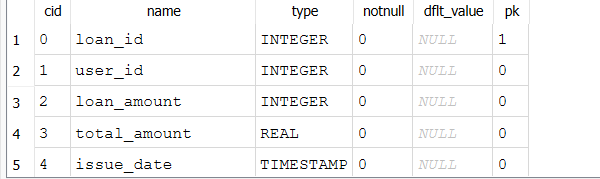 cid name type notnull dflt_value pk
1 0 loan_id INTEGER 0 NULL 1
2 1 user_id INTEGER 0 NULL 0
3 2 loan_amount INTEGER 0 NULL 0
4 3 total_amount REAL 0 NULL 0
5 4 issue_date TIMESTAMP 0 NULL 0